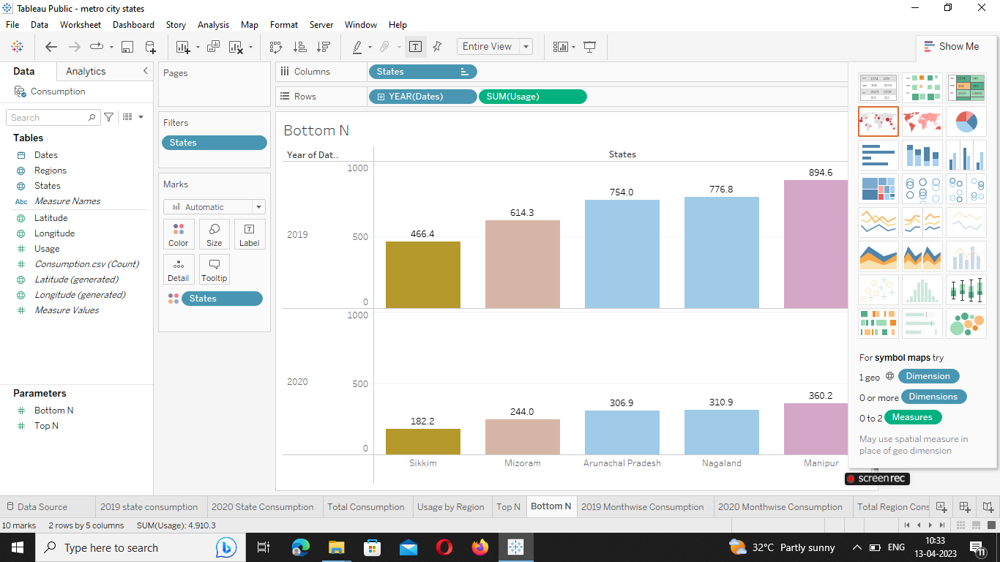 Tableau Public - metro city states
File Data Worksheet Dashboard Story Analysis Map Format Server Window Help
Entire View
Show Me
Data Analytics
Consumption
Search
Tables
Dates
Regions
States
Abc Measure Names
Latitude
Longitude
Usage
Consumption.csv (Count)
Latitude (generated)
Longitude (generated)
Measure Values
Parameters
Bottom N
Top N
Pages
Filters
States
Marks
Automatic
Color Size Label
Detail Tooltip
States
Columns States
Rows YEAR(Dates) SUM(Usage)
Bottom N
Year of Dat.. States
1000
894.6
754.0 776.8
614.3
2019 500 466.4
0
1000
2020 500
360.2
306.9 310.9
244.0
182.2
0
Sikkim Mizoram Arunachal Pradesh Nagaland Manipur
For symbol maps try
1 geo Dimension
0 or more Dimensions
0 to 2 Measures
May use spatial measure in
place of geo dimension
screenrec
Data Source 2019 state consumption 2020 State Consumption Total Consumption Usage by Region Top N Bottom N 2019 Monthwise Consumption 2020 Monthwise Consumption Total Region Cons
10 marks 2 rows by 5 columns SUM(Usage): 4,910.3
Type here to search
32°C Partly sunny
ENG
10:33
13-04-2023
11